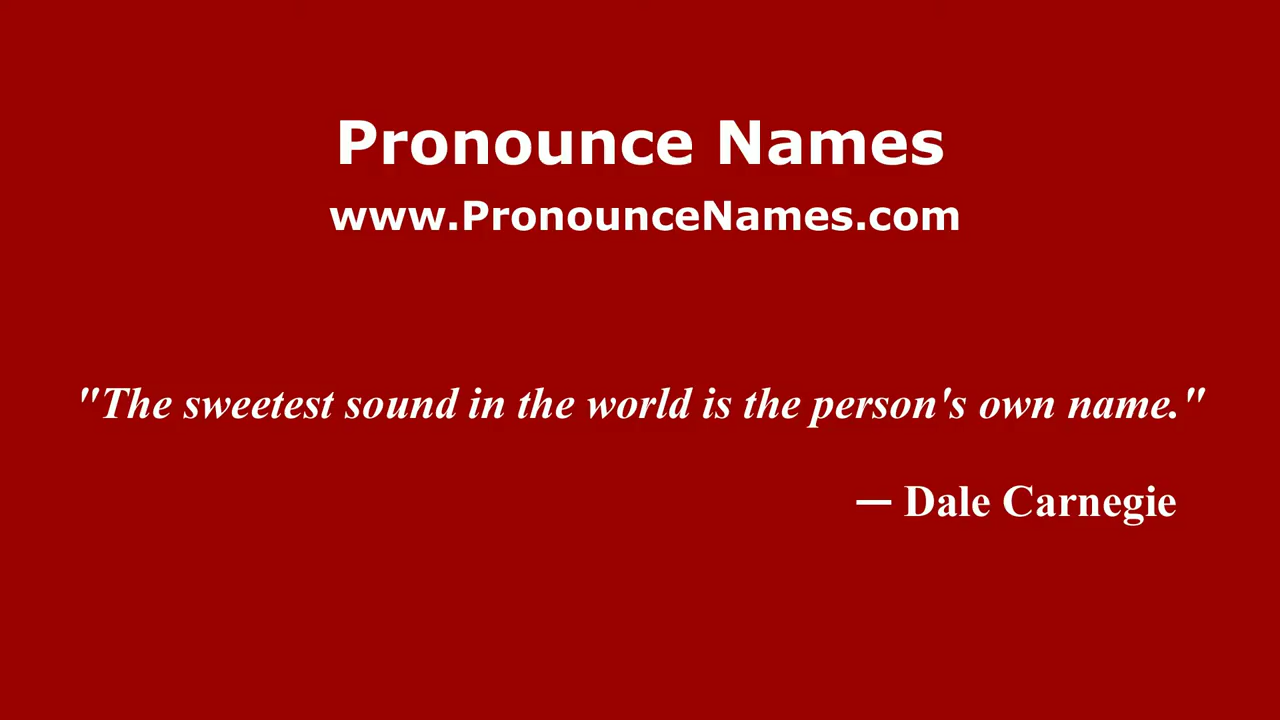 Pronounce Names
www.PronounceNames.com
"The sweetest sound in the world is the person's own name."
— Dale Carnegie